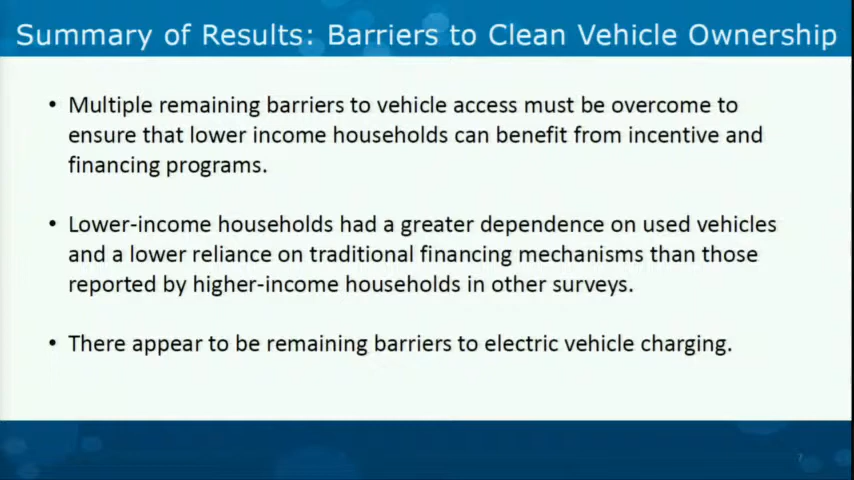 Summary of Results: Barriers to Clean Vehicle Ownership
• Multiple remaining barriers to vehicle access must be overcome to
ensure that lower income households can benefit from incentive and
financing programs.
• Lower-income households had a greater dependence on used vehicles
and a lower reliance on traditional financing mechanisms than those
reported by higher-income households in other surveys.
• There appear to be remaining barriers to electric vehicle charging.
7